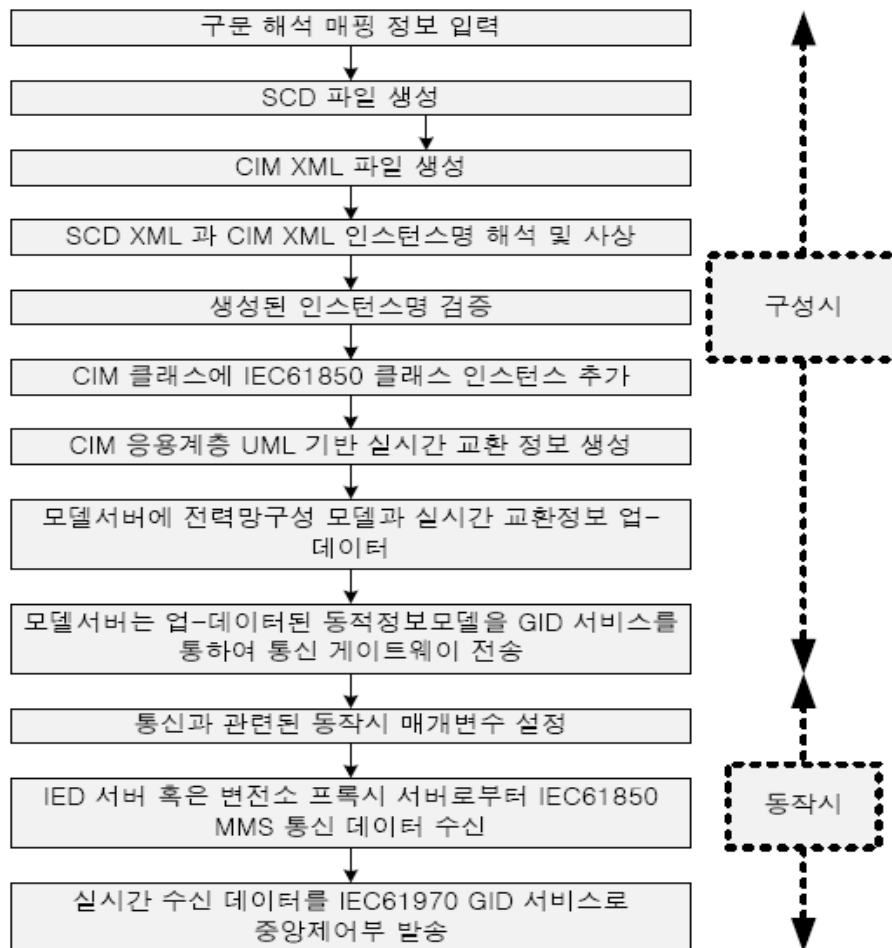 구문 해석 매핑 정보 입력
SCD 파일 생성
CIM XML 파일 생성
SCD XML 과 CIM XML 인스턴스명 해석 및 사상
생성된 인스턴스명 검증
CIM 클래스에 IEC61850 클래스 인스턴스 추가
CIM 응용계층 UML 기반 실시간 교환 정보 생성
모델서버에 전력망구성 모델과 실시간 교환정보 업-
데이터
모델서버는 업-데이터된 동적정보모델을 GID 서비스를
통하여 통신 게이트웨이 전송
통신과 관련된 동작시 매개변수 설정
IED 서버 혹은 변전소 프록시 서버로부터 IEC61850
MMS 통신 데이터 수신
실시간 수신 데이터를 IEC61970 GID 서비스로
중앙제어부 발송
구성시
동작시